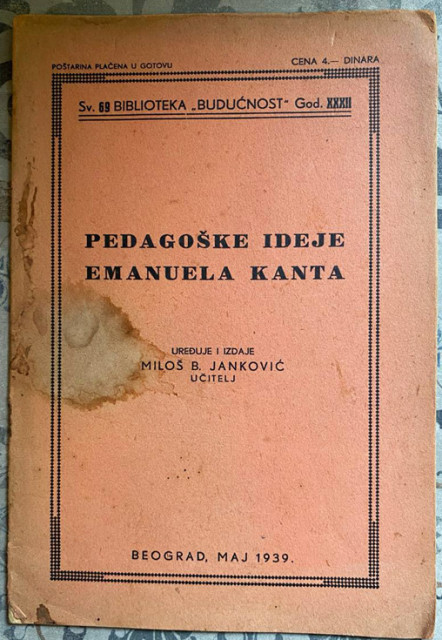 POŠTARINA PLAĆENA U GOTOVU CENA 4.— DINARA
Sv. 69 BIBLIOTEKA „BUDUĆNOST“ God. XXXII
PEDAGOŠKE IDEJE
EMANUELA KANTA
UREĐUJE I IZDAJE
MILOŠ B. JANKOVIĆ
UČITELJ
BEOGRAD, MAJ 1939.